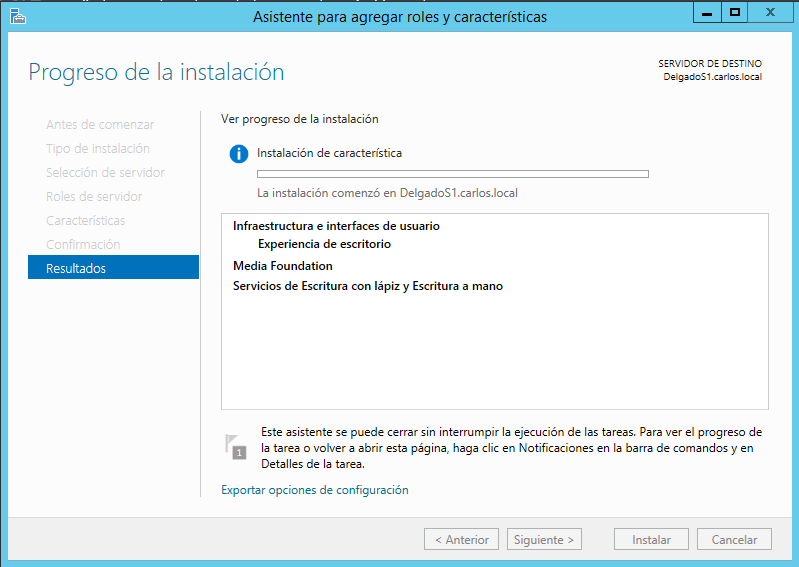 Asistente para agregar roles y características
Progreso de la instalación
SERVIDOR DE DESTINO
DelgadoS1.carlos.local
Antes de comenzar
Tipo de instalación
Selección de servidor
Roles de servidor
Características
Confirmación
Resultados
Ver progreso de la instalación
Instalación de característica
La instalación comenzó en DelgadoS1.carlos.local
Infraestructura e interfaces de usuario
Experiencia de escritorio
Media Foundation
Servicios de Escritura con lápiz y Escritura a mano
1
Este asistente se puede cerrar sin interrumpir la ejecución de las tareas. Para ver el progreso de
la tarea o volver a abrir esta página, haga clic en Notificaciones en la barra de comandos y en
Detalles de la tarea.
Exportar opciones de configuración
< Anterior
Siguiente >
Instalar
Cancelar